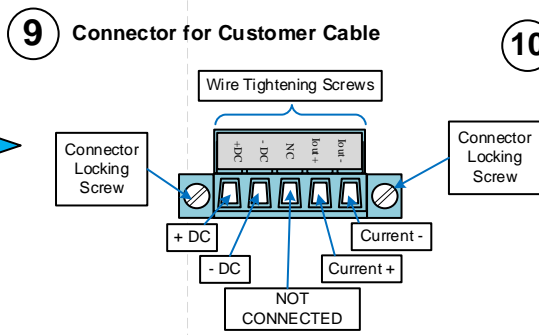 9 Connector for Customer Cable
10
Wire Tightening Screws
Connector
Locking
Screw
+DC
- DC
NC
Iout +
Iout -
Connector
Locking
Screw
+ DC
Current -
- DC
Current +
NOT
CONNECTED